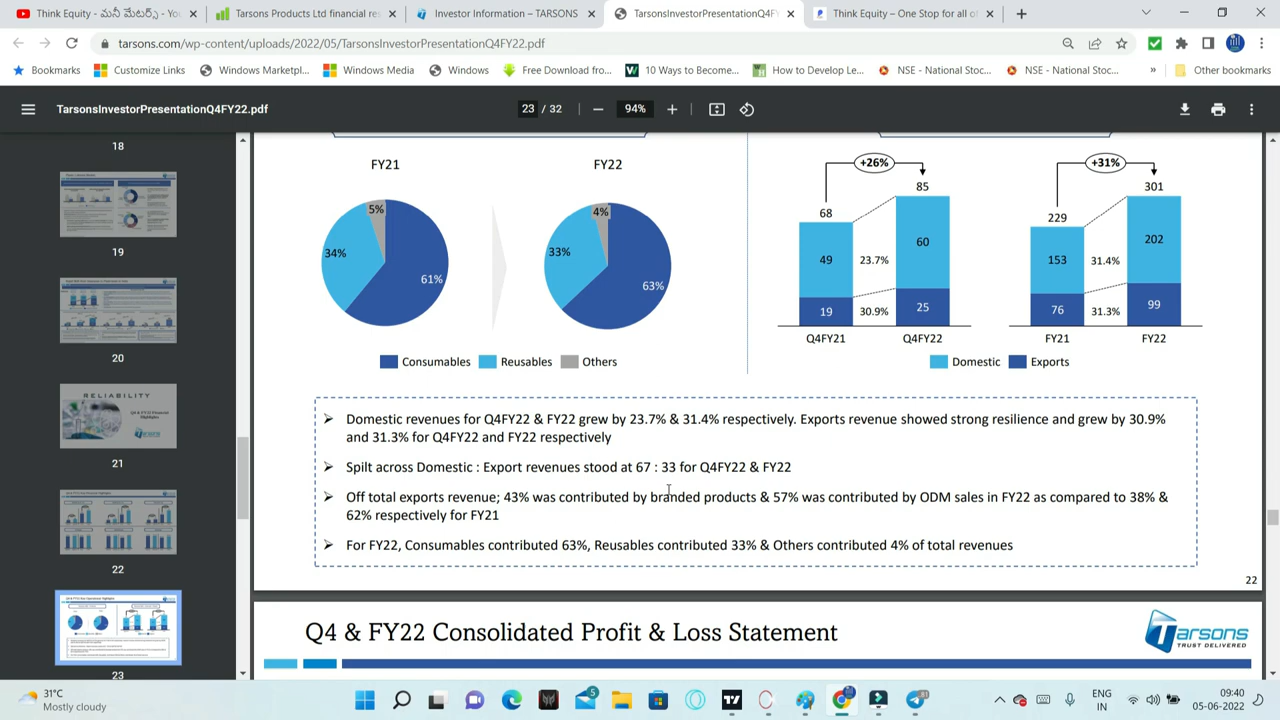 Think Equity - మనీ మేటర్స్ - Yo
Tarsons Products Ltd financial re
Investor Information – TARSONS
TarsonsInvestorPresentationQ4F
Think Equity – One Stop for all o
tarsons.com/wp-content/uploads/2022/05/TarsonsInvestorPresentationQ4FY22.pdf
Bookmarks
Customize Links
Windows Marketpl...
Windows Media
Windows
Free Download fro...
10 Ways to Become...
How to Develop Le...
NSE - National Stoc...
NSE - National Stoc...
»
Other bookmarks
TarsonsInvestorPresentationQ4FY22.pdf
23 / 32
94%
18
19
20
RELIABILITY
Q4 & FY22 Financial
Highlights
21
22
23
FY21
FY22
5%
34%
61%
4%
33%
63%
Consumables
Reusables
Others
+26%
68
85
49
23.7%
60
19
30.9%
25
Q4FY21
Q4FY22
+31%
229
301
153
31.4%
202
76
31.3%
99
FY21
FY22
Domestic
Exports
Domestic revenues for Q4FY22 & FY22 grew by 23.7% & 31.4% respectively. Exports revenue showed strong resilience and grew by 30.9%
and 31.3% for Q4FY22 and FY22 respectively
Spilt across Domestic : Export revenues stood at 67 : 33 for Q4FY22 & FY22
Off total exports revenue; 43% was contributed by branded products & 57% was contributed by ODM sales in FY22 as compared to 38% &
62% respectively for FY21
For FY22, Consumables contributed 63%, Reusables contributed 33% & Others contributed 4% of total revenues
22
Q4 & FY22 Consolidated Profit & Loss Statement
Tarsons
TRUST DELIVERED
31°C
Mostly cloudy
5
ENG
IN
09:40
05-06-2022